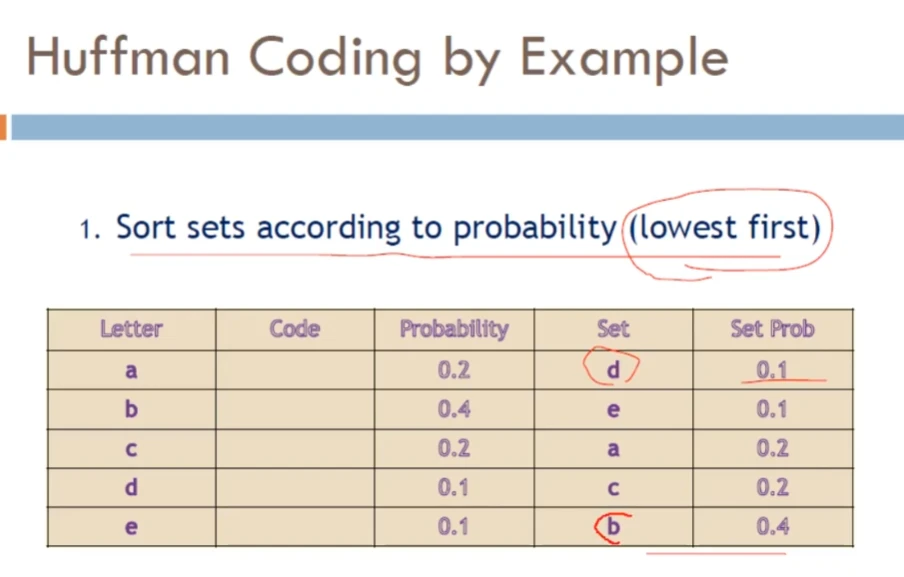 Huffman Coding by Example
1. Sort sets according to probability (lowest first)
Letter Code Probability Set Set Prob
a 0.2 d 0.1
b 0.4 e 0.1
c 0.2 a 0.2
d 0.1 c 0.2
e 0.1 b 0.4